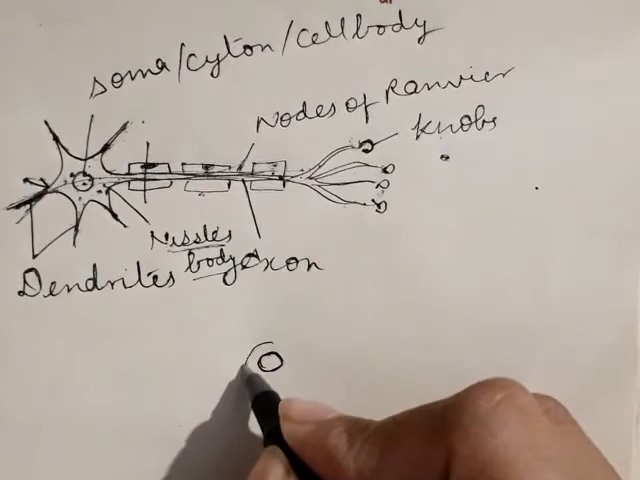 soma/cyton/cellbody
Nodes of Ranvier
Knobs
Nissles
body
Axon
Dendrites